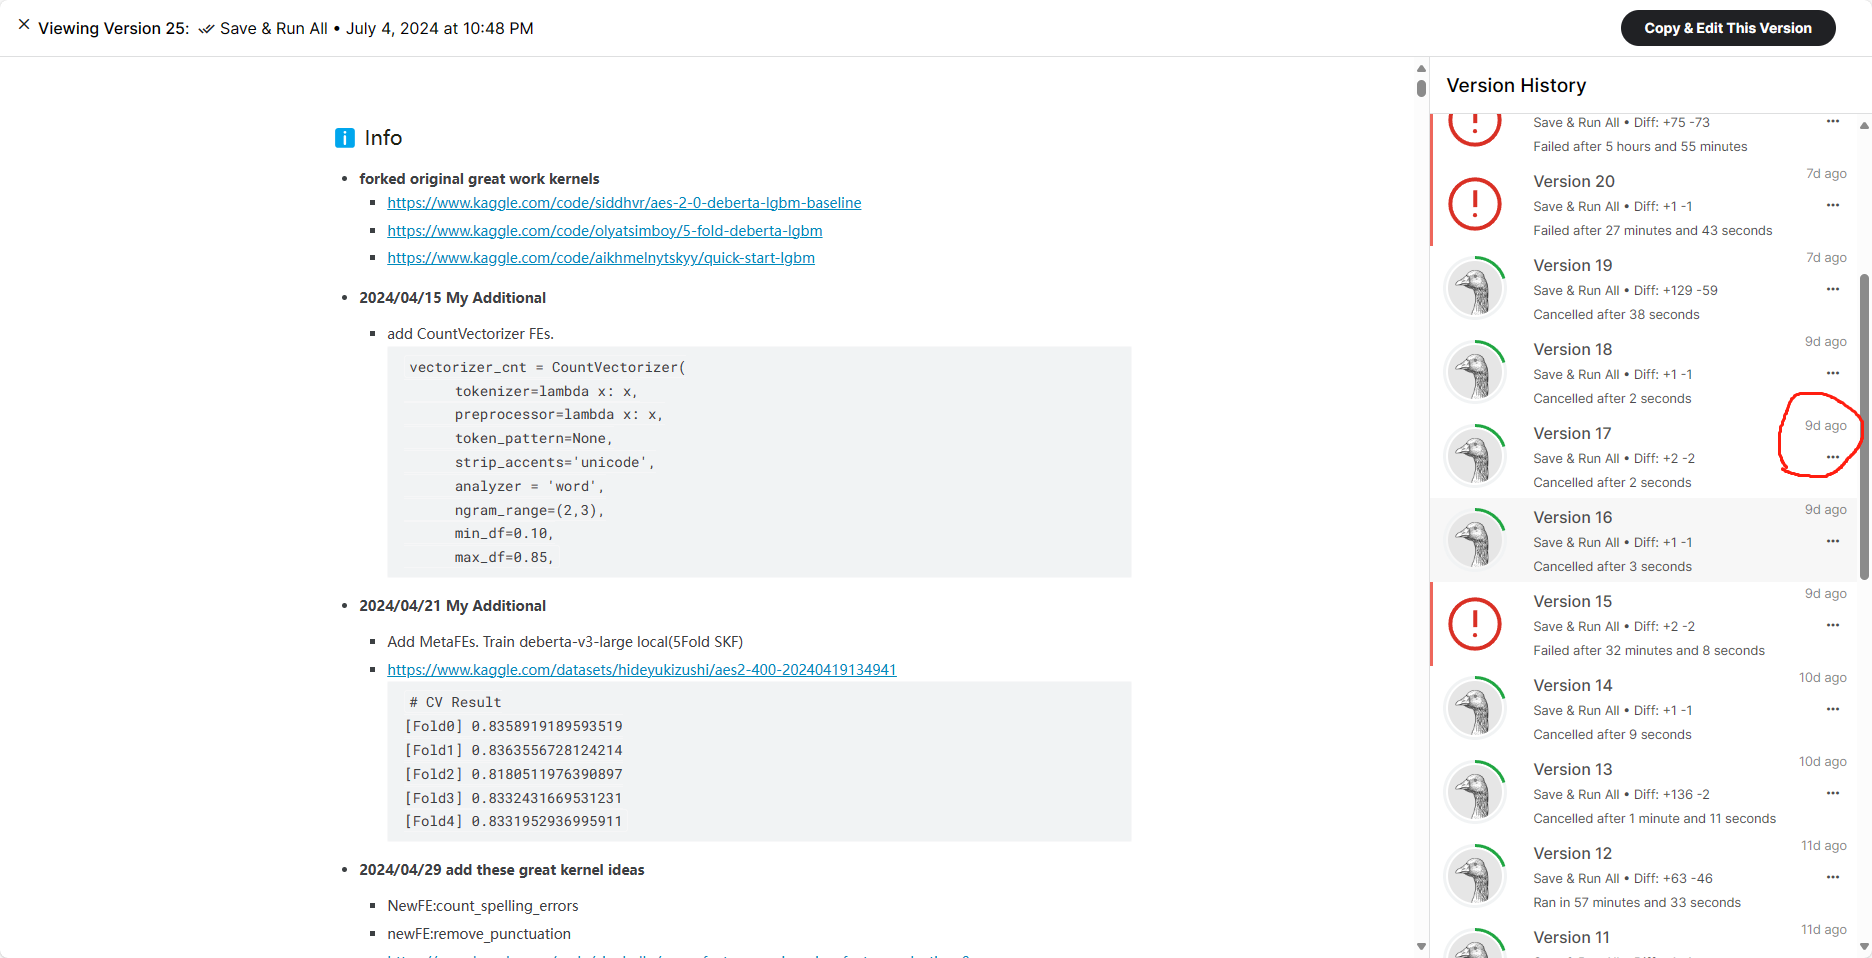 Viewing Version 25: Save & Run All • July 4, 2024 at 10:48 PM
Copy & Edit This Version
Info
• forked original great work kernels
▪ https://www.kaggle.com/code/siddhvr/aes-2-0-deberta-lgbm-baseline
▪ https://www.kaggle.com/code/olyatsimboy/5-fold-deberta-lgbm
▪ https://www.kaggle.com/code/aikhmelnytskyy/quick-start-lgbm
• 2024/04/15 My Additional
▪ add CountVectorizer FEs.
vectorizer_cnt = CountVectorizer(
tokenizer=lambda x: x,
preprocessor=lambda x: x,
token_pattern=None,
strip_accents='unicode',
analyzer = 'word',
ngram_range=(2,3),
min_df=0.10,
max_df=0.85,
• 2024/04/21 My Additional
▪ Add MetaFEs. Train deberta-v3-large local(5Fold SKF)
▪ https://www.kaggle.com/datasets/hideyukizushi/aes2-400-20240419134941
# CV Result
[Fold0] 0.8358919189593519
[Fold1] 0.8363556728124214
[Fold2] 0.8180511976390897
[Fold3] 0.8332431669531231
[Fold4] 0.8331952936995911
• 2024/04/29 add these great kernel ideas
▪ NewFE:count_spelling_errors
▪ newFE:remove_punctuation
Version History
Save & Run All • Diff: +75 -73
Failed after 5 hours and 55 minutes
7d ago
Version 20
Save & Run All • Diff: +1 -1
Failed after 27 minutes and 43 seconds
7d ago
Version 19
Save & Run All • Diff: +129 -59
Cancelled after 38 seconds
9d ago
Version 18
Save & Run All • Diff: +1 -1
Cancelled after 2 seconds
9d ago
Version 17
Save & Run All • Diff: +2 -2
Cancelled after 2 seconds
9d ago
Version 16
Save & Run All • Diff: +1 -1
Cancelled after 3 seconds
9d ago
Version 15
Save & Run All • Diff: +2 -2
Failed after 32 minutes and 8 seconds
10d ago
Version 14
Save & Run All • Diff: +1 -1
Cancelled after 9 seconds
10d ago
Version 13
Save & Run All • Diff: +136 -2
Cancelled after 1 minute and 11 seconds
11d ago
Version 12
Save & Run All • Diff: +63 -46
Ran in 57 minutes and 33 seconds
11d ago
Version 11